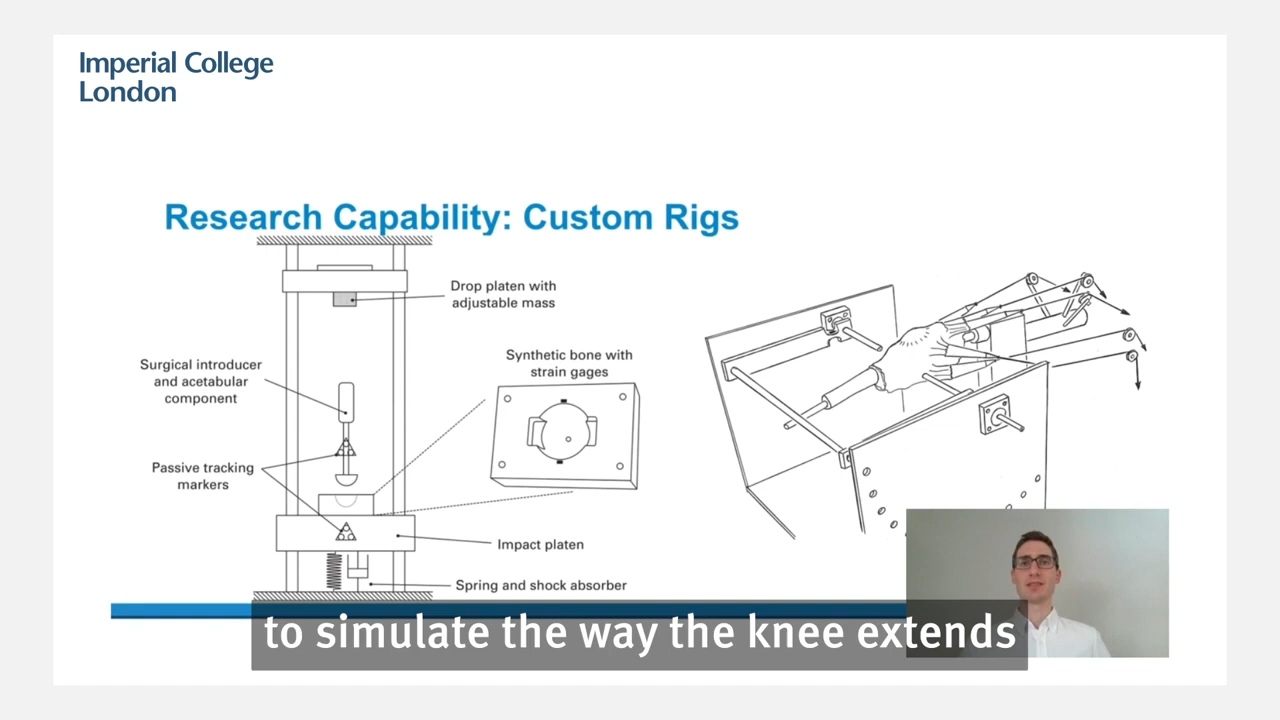 Imperial College
London
Research Capability: Custom Rigs
Drop platen with
adjustable mass
Surgical introducer
and acetabular
component
Synthetic bone with
strain gages
Passive tracking
markers
Impact platen
Spring and shock absorber
to simulate the way the knee extends